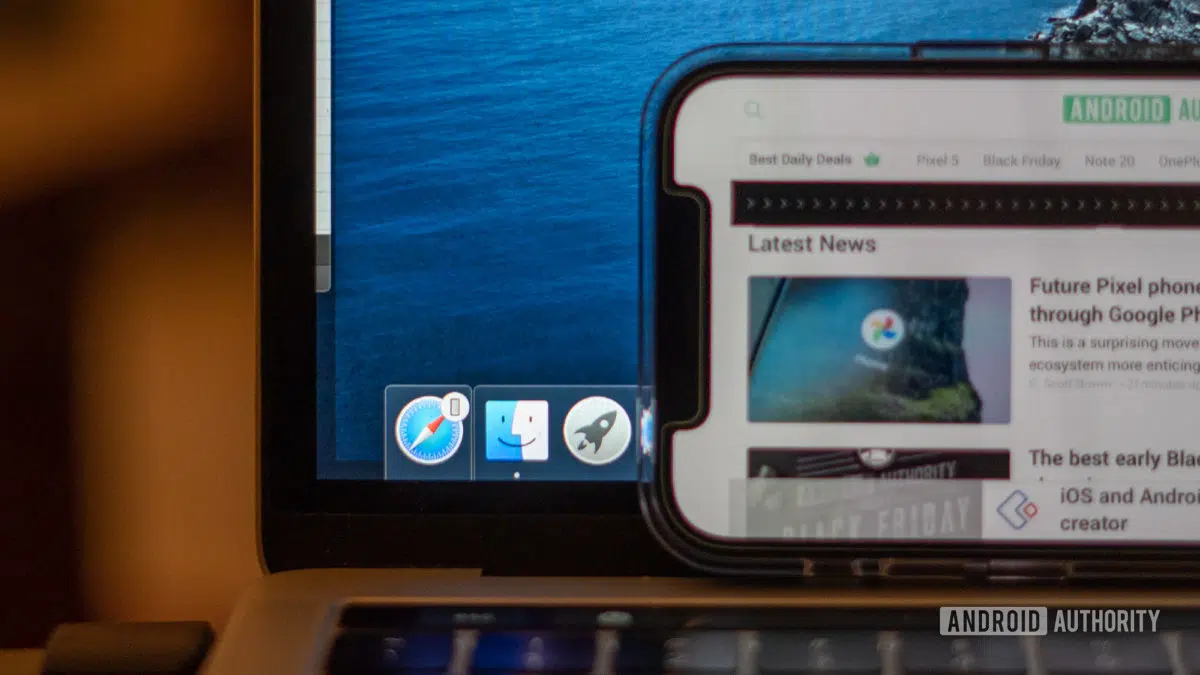 ANDROID AU
Best Daily Deals Pixel 5 Black Friday Note 20 OnePl
Latest News
Future Pixel phone
through Google Ph
This is a surprising move
ecosystem more enticing
The best early Bla
AUTHORITY
BLACK FRIDAY
iOS and Androi
creator
ANDROID AUTHORITY